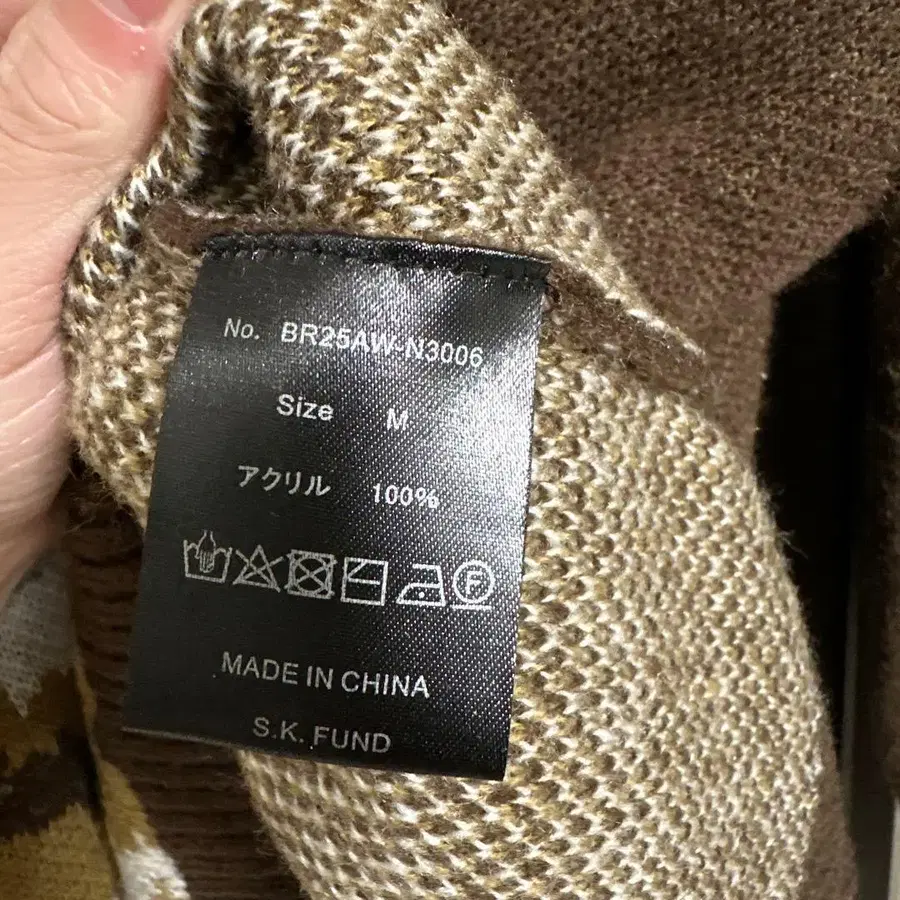 No. BR25AW-N3006
Size M
アクリル 100%
F
MADE IN CHINA
S.K. FUND